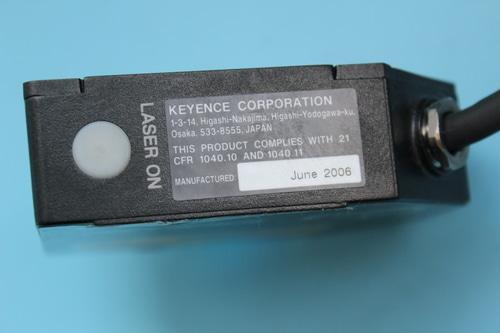 LASER ON
KEYENCE CORPORATION
1-3-14, Higashi-Nakajima, Higashi-Yodogawa-ku,
Osaka, 533-8555, JAPAN
THIS PRODUCT COMPLIES WITH 21
CFR 1040.10 AND 1040.11
MANUFACTURED: June 2006